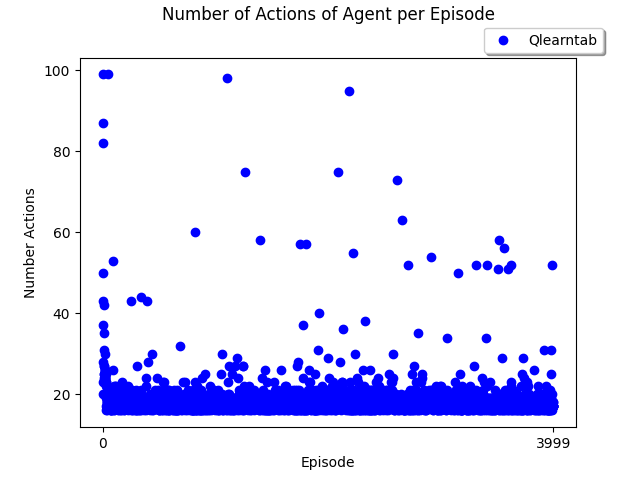 Number of Actions of Agent per Episode
Qlearntab
100
80
60
40
20
Number Actions
0 3999
Episode